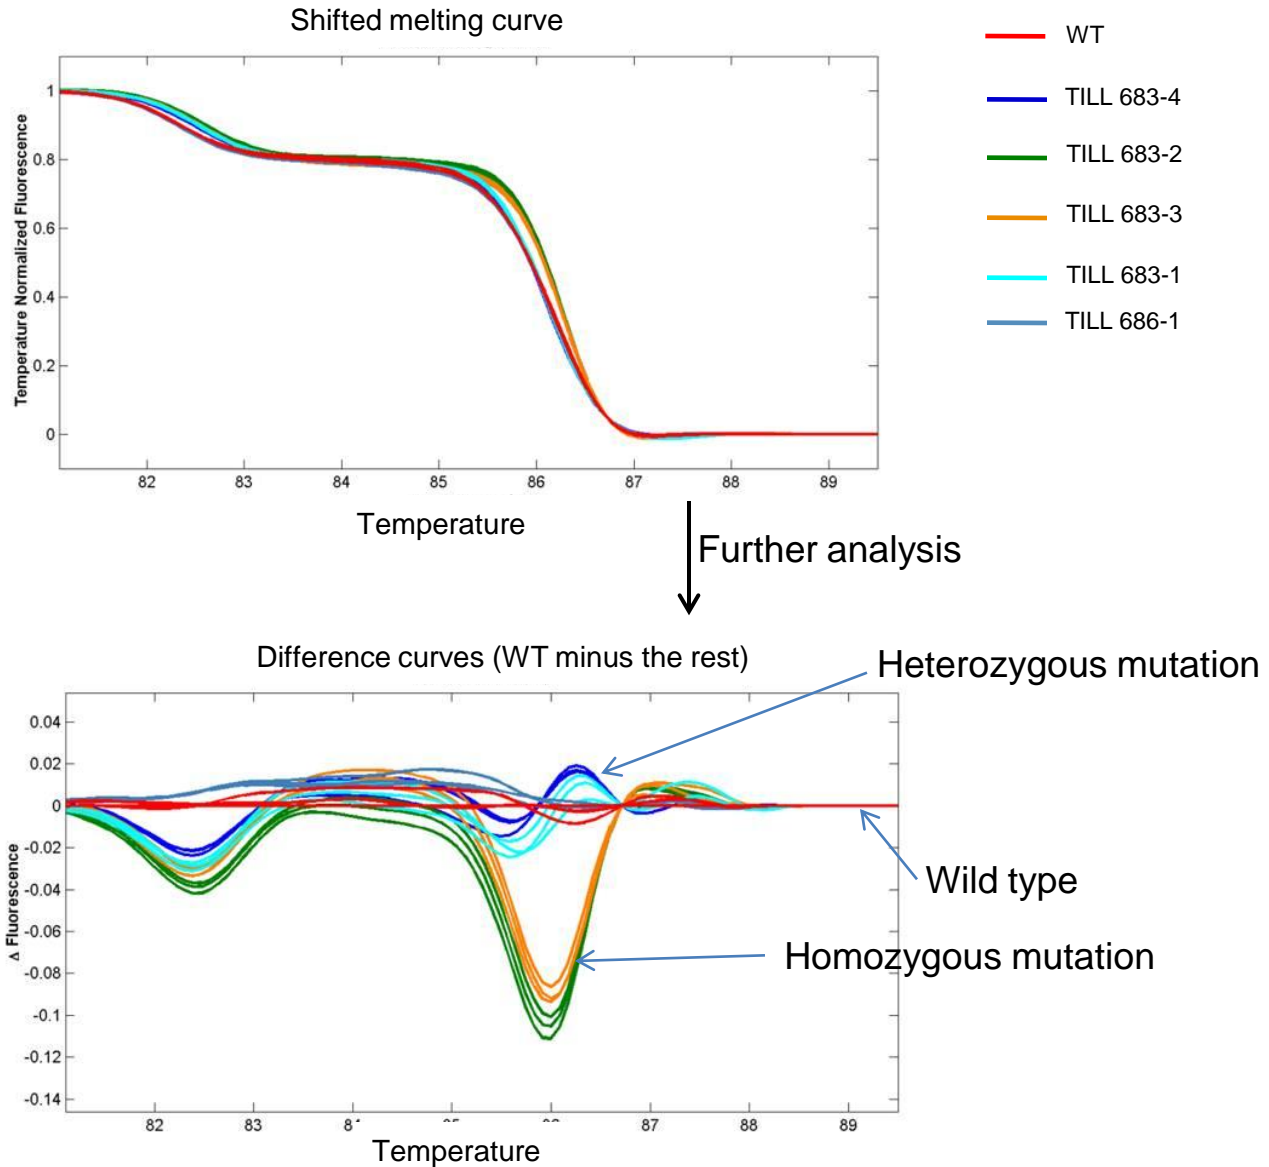 Shifted melting curve
WT
TILL 683-4
TILL 683-2
TILL 683-3
TILL 683-1
TILL 686-1
Temperature Normalized Fluorescence
1
0.8
0.6
0.4
0.2
0
82 83 84 85 86 87 88 89
Temperature
Further analysis
Difference curves (WT minus the rest)
Heterozygous mutation
Wild type
Homozygous mutation
Δ Fluorescence
0.04
0.02
0
-0.02
-0.04
-0.06
-0.08
-0.1
-0.12
-0.14
82 83 87 88 89
Temperature